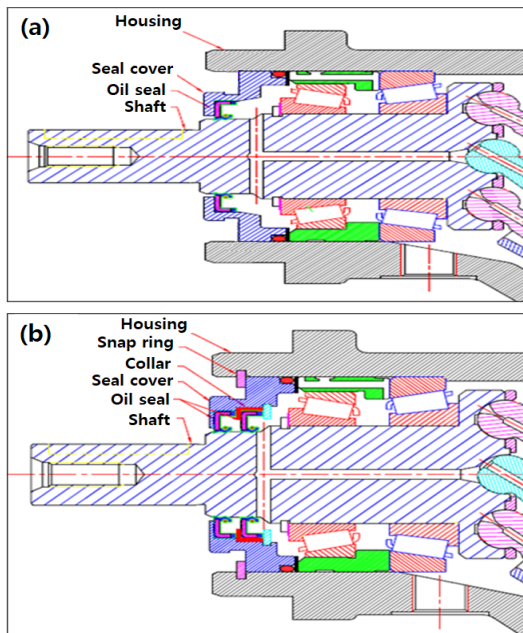 (a)
Housing
Seal cover
Oil seal
Shaft
(b)
Housing
Snap ring
Collar
Seal cover
Oil seal
Shaft